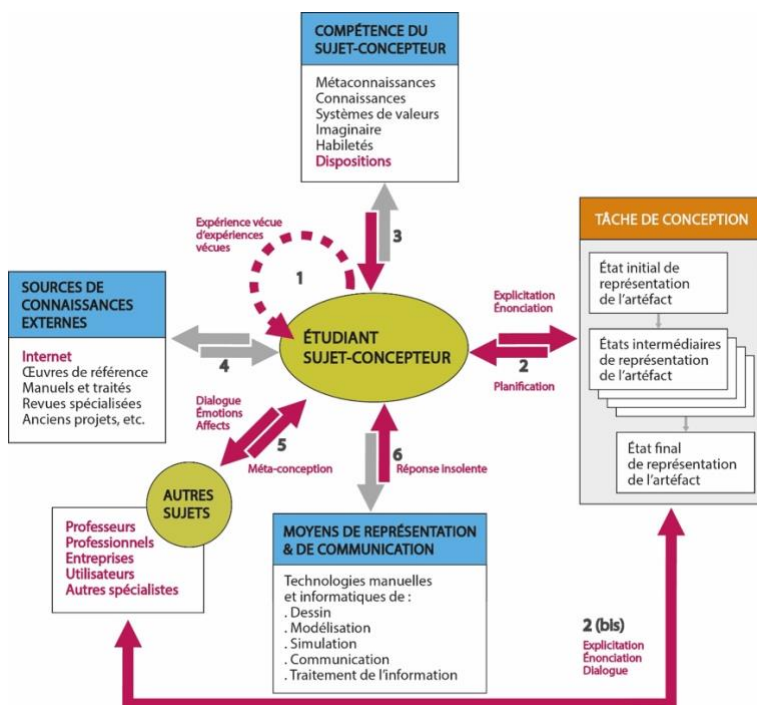 COMPÉTENCE DU
SUJET-CONCEPTEUR
Métaconnaissances
Connaissances
Systèmes de valeurs
Imaginaire
Habiletés
Dispositions
Expérience vécue
d'expériences
vécues
1
3
TÂCHE DE CONCEPTION
État initial de
représentation
de l'artéfact
États intermédiaires
de représentation
de l'artéfact
État final
de représentation
de l'artéfact
SOURCES DE
CONNAISSANCES
EXTERNES
Internet
Œuvres de référence
Manuels et traités
Revues spécialisées
Anciens projets, etc.
4
ÉTUDIANT
SUJET-CONCEPTEUR
Explicitation
Énonciation
2
Planification
Dialogue
Émotions
Affects
5
Méta-conception
6
Réponse insolente
AUTRES
SUJETS
Professeurs
Professionnels
Entreprises
Utilisateurs
Autres spécialistes
MOYENS DE REPRÉSENTATION
& DE COMMUNICATION
Technologies manuelles
et informatiques de :
. Dessin
. Modélisation
. Simulation
. Communication
. Traitement de l'information
2 (bis)
Explicitation
Énonciation
Dialogue